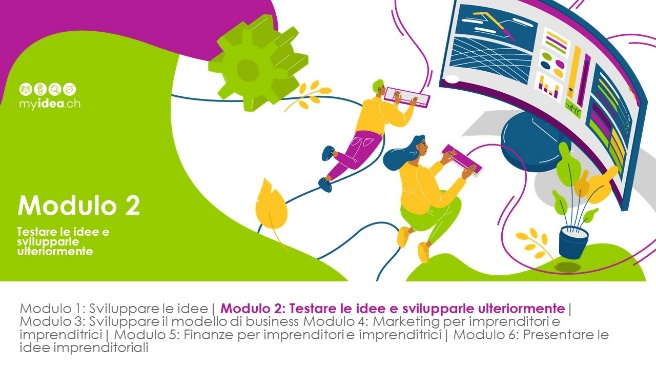 myidea.ch
Modulo 2
Testare le idee e
svilupparle
ulteriormente
Modulo 1: Sviluppare le idee| Modulo 2: Testare le idee e svilupparle ulteriormente|
Modulo 3: Sviluppare il modello di business Modulo 4: Marketing per imprenditori e
imprenditrici| Modulo 5: Finanze per imprenditori e imprenditrici| Modulo 6: Presentare le
idee imprenditoriali